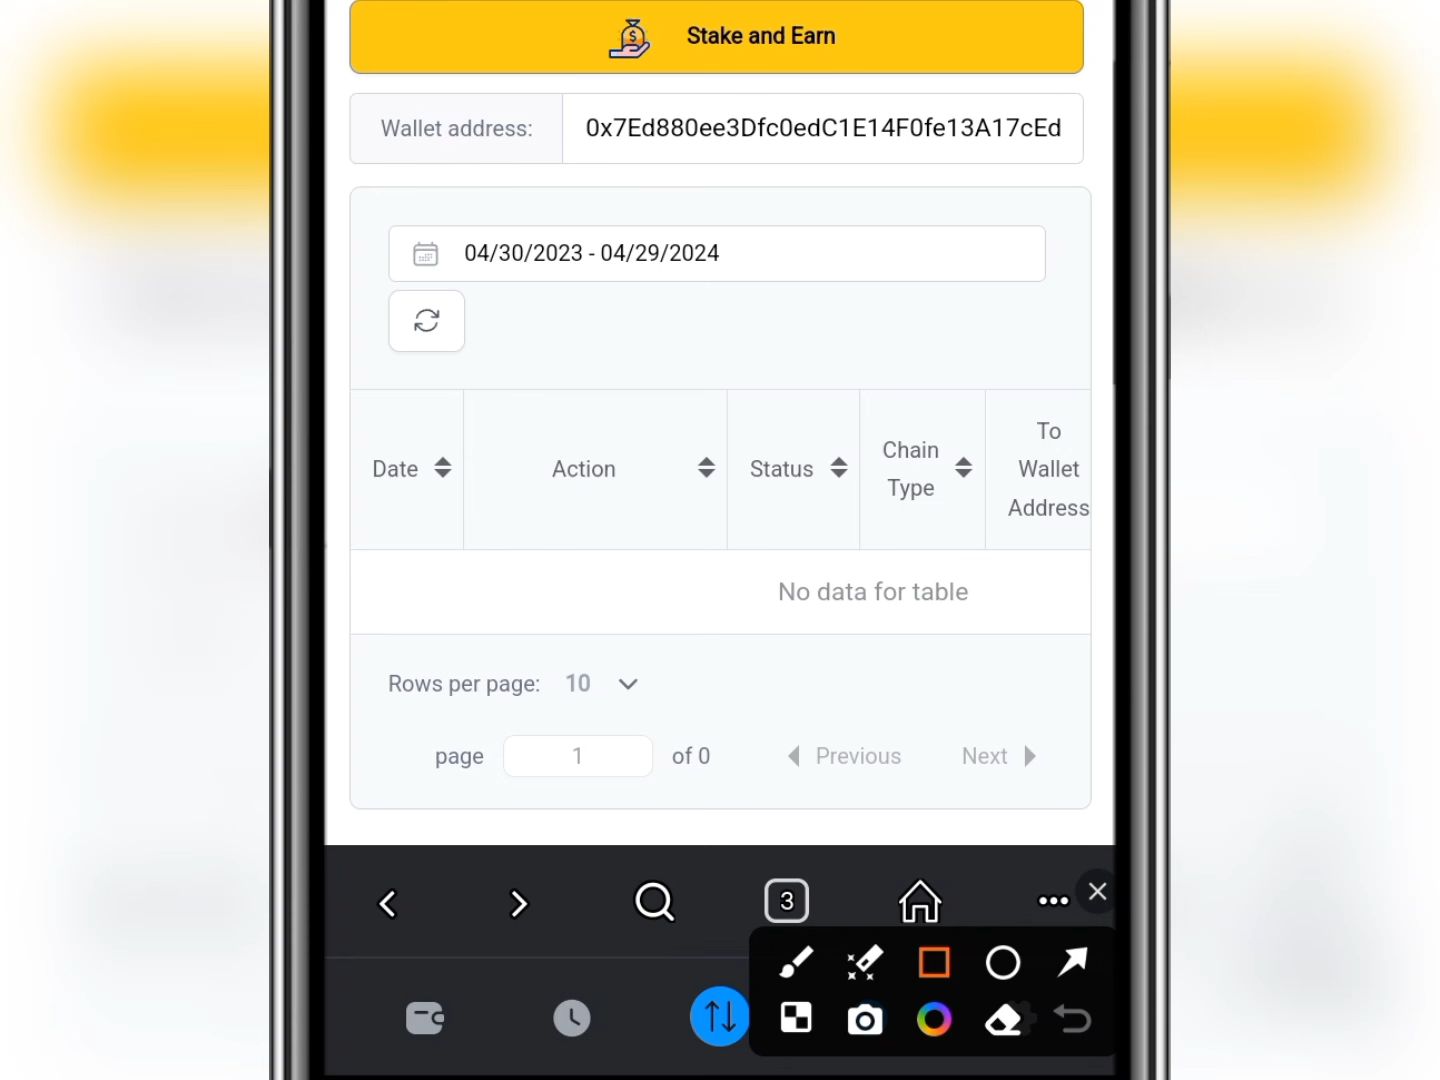 Stake and Earn
Wallet address: 0x7Ed880ee3Dfc0edC1E14F0fe13A17cEd
04/30/2023 - 04/29/2024
Date Action Status Chain Type To Wallet Address
No data for table
Rows per page: 10
page 1 of 0 Previous Next
3